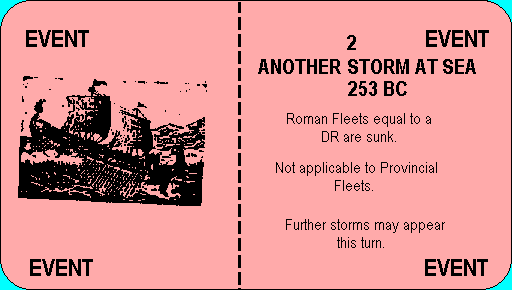 EVENT
EVENT
2
EVENT
ANOTHER STORM AT SEA
253 BC
Roman Fleets equal to a
DR are sunk.
Not applicable to Provincial
Fleets.
Further storms may appear
this turn.
EVENT